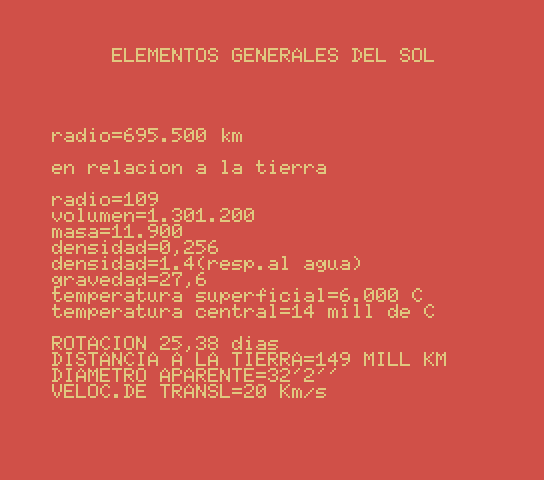 ELEMENTOS GENERALES DEL SOL
radio=695.500 km
en relacion a la tierra
radio=109
volumen=1.301.200
masa=11.900
densidad=0,256
densidad=1.4(resp.al agua)
gravedad=27,6
temperatura superficial=6.000 C
temperatura central=14 mill de C
ROTACION 25,38 dias
DISTANCIA A LA TIERRA=149 MILL KM
DIAMETRO APARENTE=32'2''
VELOC.DE TRANSL=20 Km/s